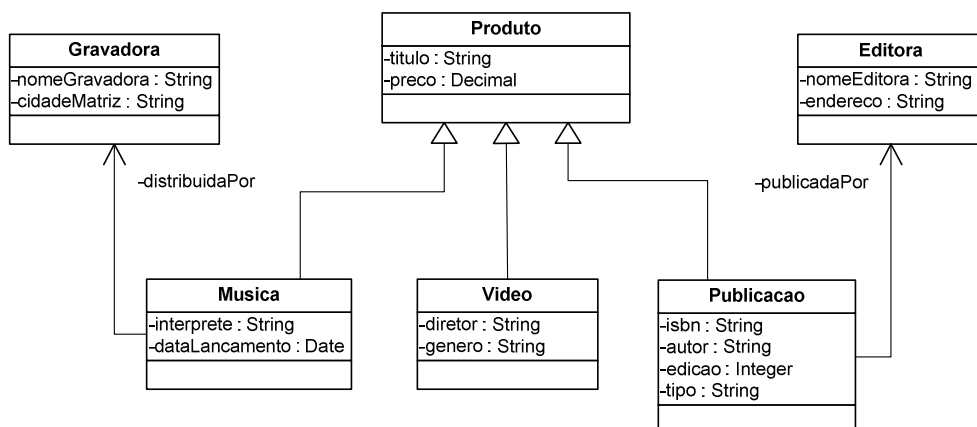 Gravadora
-nomeGravadora : String
-cidadeMatriz : String
Produto
-titulo : String
-preco : Decimal
Editora
-nomeEditora : String
-endereco : String
-distribuidaPor
-publicadaPor
Musica
-interprete : String
-dataLancamento : Date
Video
-diretor : String
-genero : String
Publicacao
-isbn : String
-autor : String
-edicao : Integer
-tipo : String